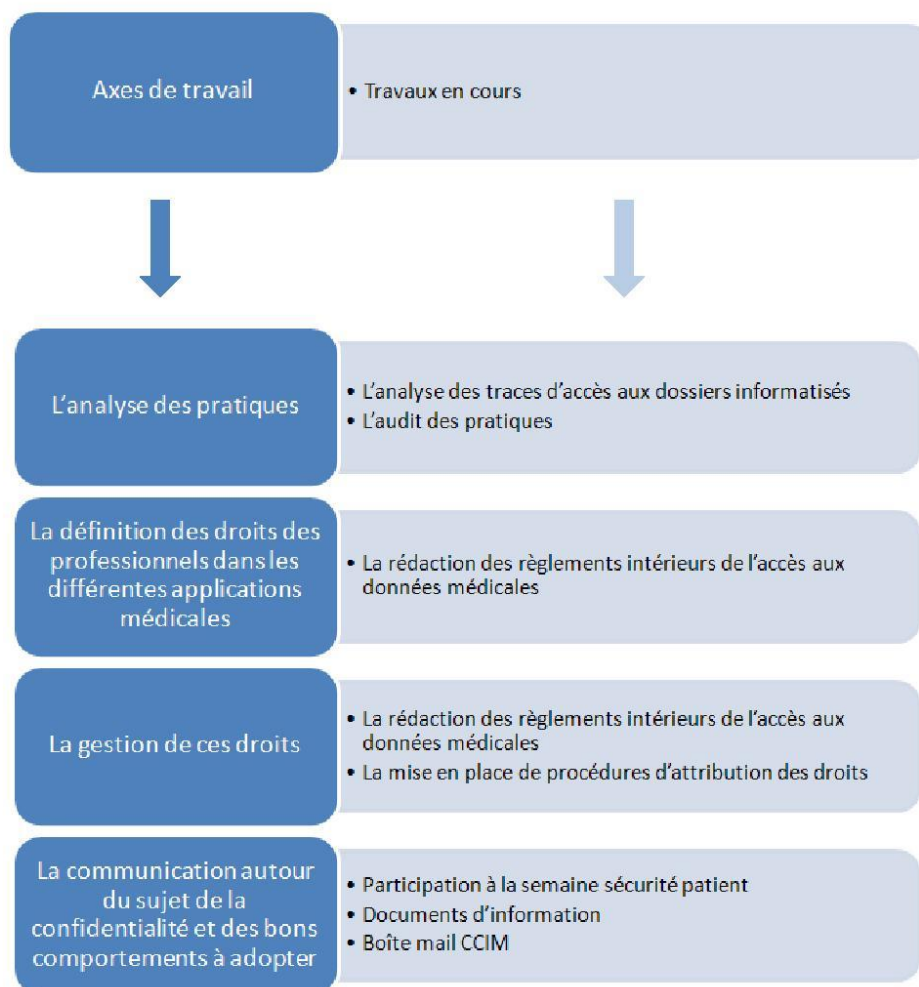 Axes de travail
• Travaux en cours
L'analyse des pratiques
• L'analyse des traces d'accès aux dossiers informatisés
• L'audit des pratiques
La définition des droits des
professionnels dans les
différentes applications
médicales
• La rédaction des règlements intérieurs de l'accès aux
données médicales
La gestion de ces droits
• La rédaction des règlements intérieurs de l'accès aux
données médicales
• La mise en place de procédures d'attribution des droits
La communication autour
du sujet de la
confidentialité et des bons
comportements à adopter
• Participation à la semaine sécurité patient
• Documents d'information
• Boîte mail CCIM